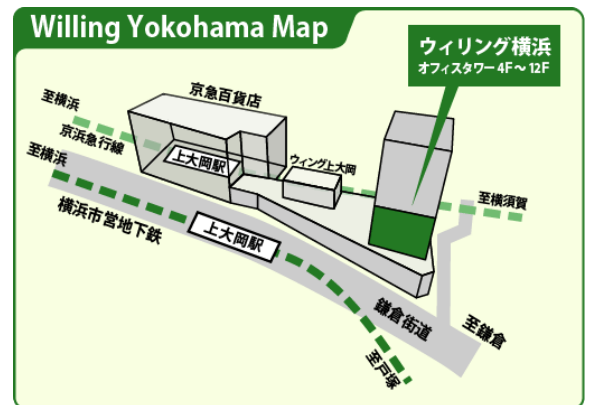 Willing Yokohama Map
ウィリング横浜
オフィスタワー4F〜12F
京急百貨店
至横浜
京浜急行線
上大岡駅
ウィング上大岡
至横浜
至横須賀
横浜市営地下鉄
上大岡駅
鎌倉街道
至鎌倉
至戸塚